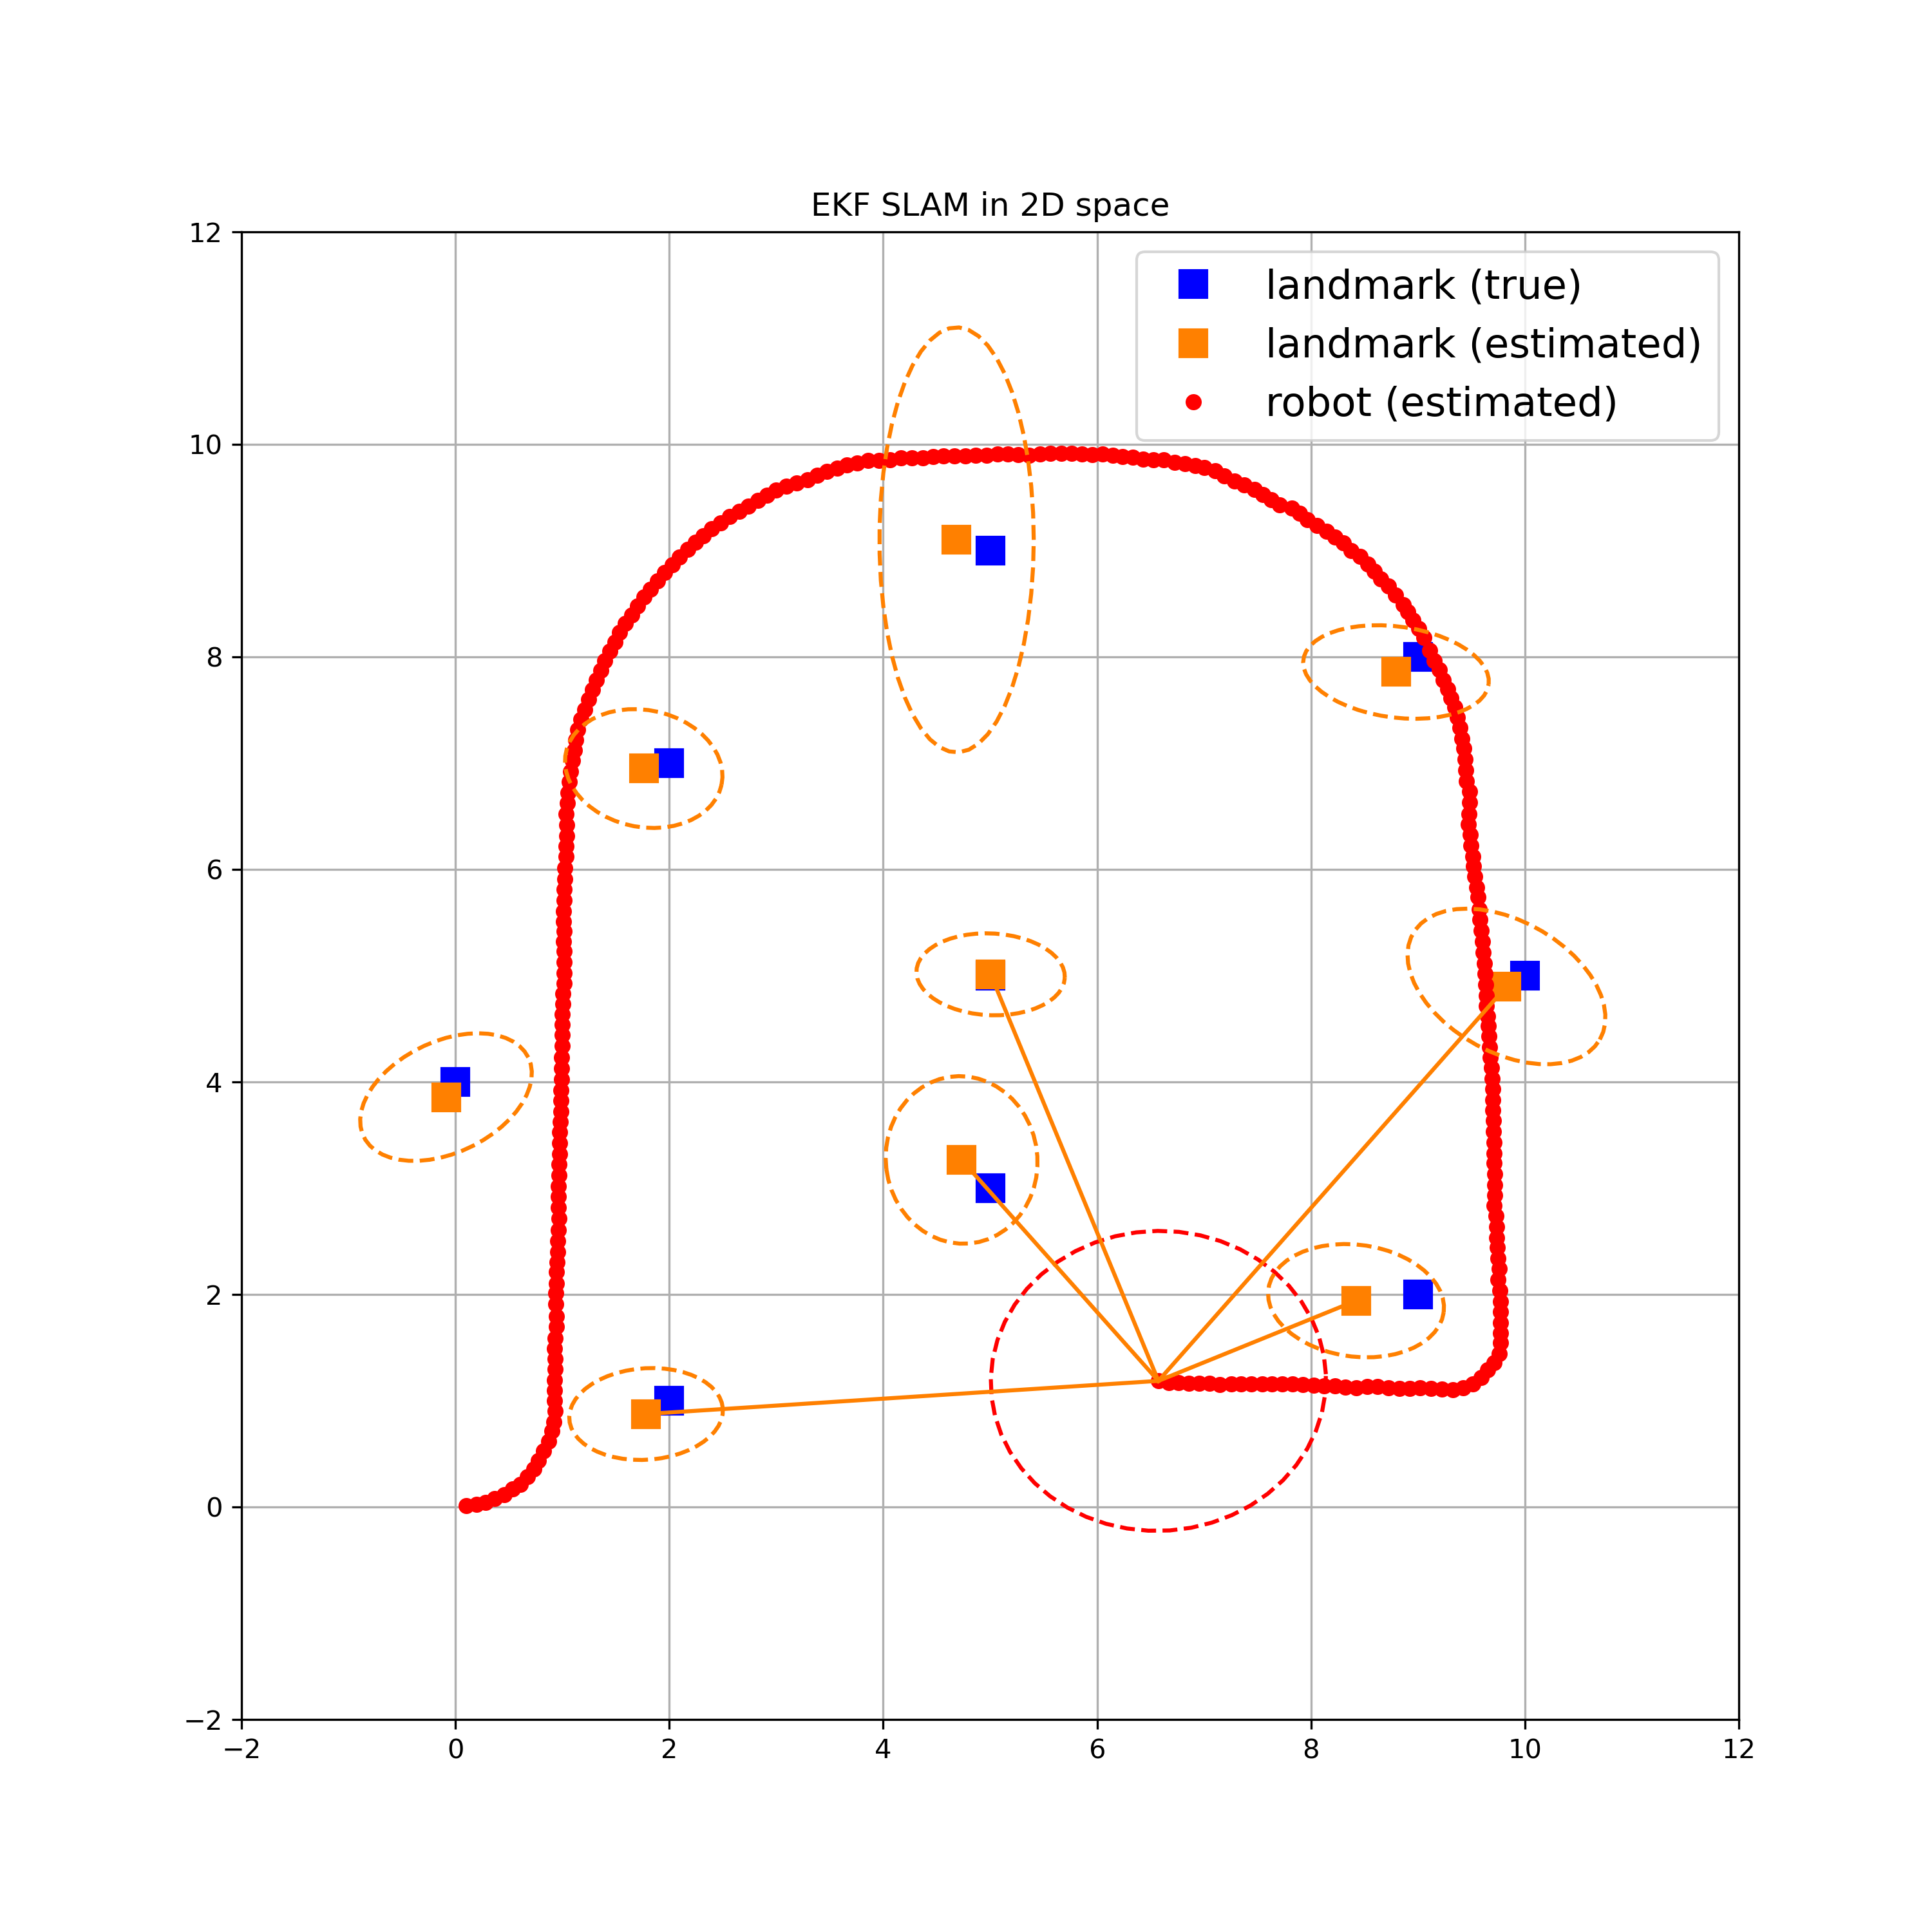 EKF SLAM in 2D space
12
landmark (true)
landmark (estimated)
robot (estimated)
10
8
6
4
2
0
−2
−2 0 2 4 6 8 10 12